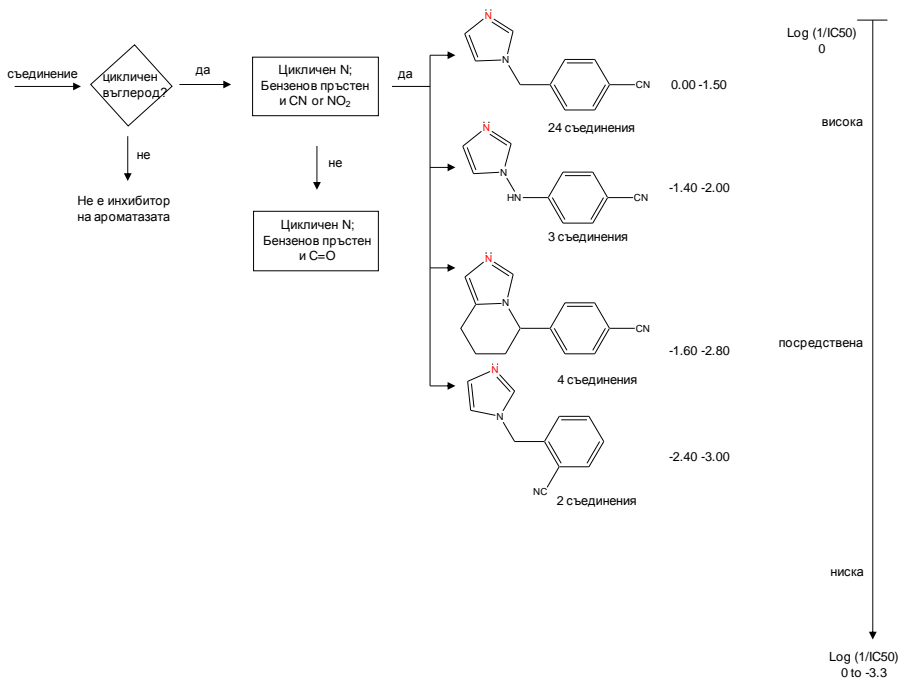 съединение
цикличен
въглерод?
да
Цикличен N;
Бензенов пръстен
и CN or NO2
да
не
Не е инхибитор
на ароматазата
не
Цикличен N;
Бензенов пръстен
и C=O
N
N
CN
0.00 -1.50
24 съединения
N
N
HN
CN
-1.40 -2.00
3 съединения
N
N
CN
-1.60 -2.80
4 съединения
N
N
NC
-2.40 -3.00
2 съединения
Log (1/IC50)
0
висока
посредствена
ниска
Log (1/IC50)
0 to -3.3